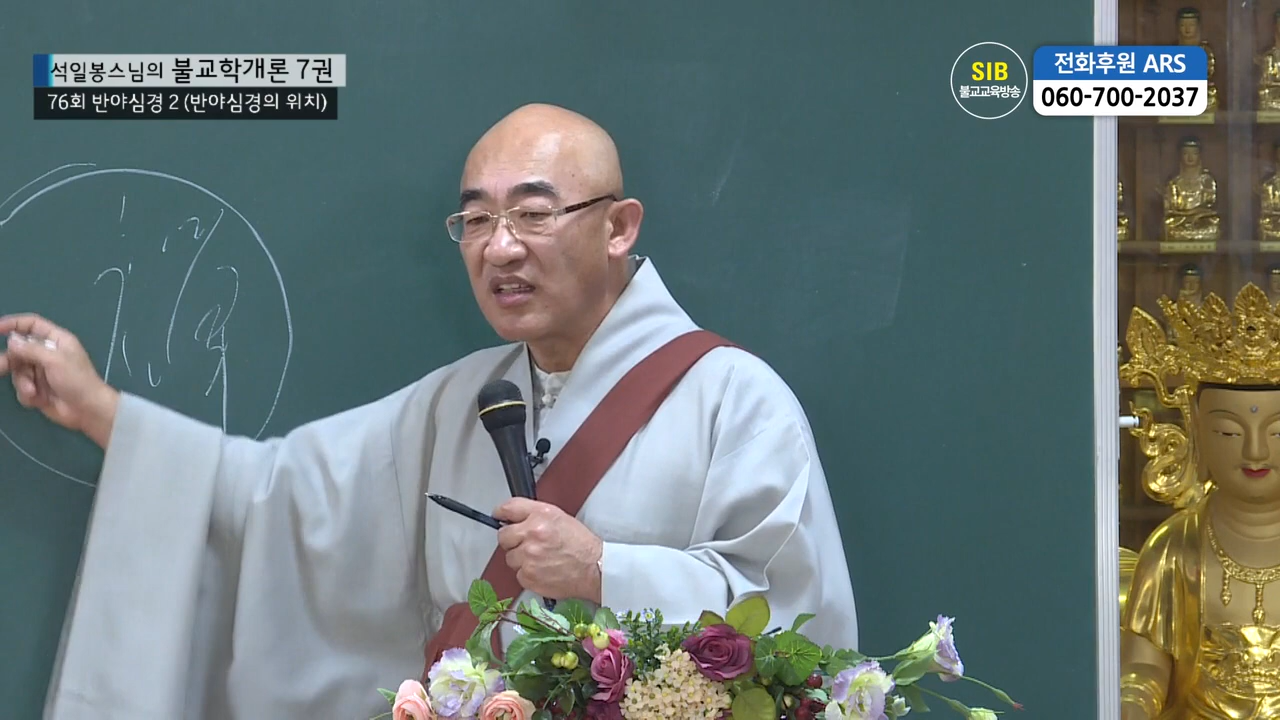 석일봉스님의 불교학개론 7권
76회 반야심경 2 (반야심경의 위치)
SIB
불교교육방송
전화후원 ARS
060-700-2037